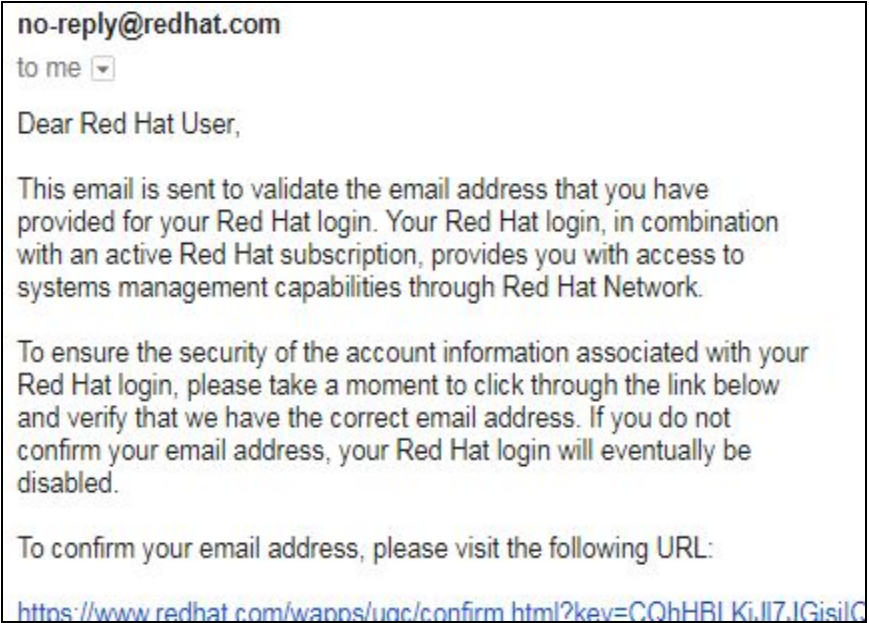 no-reply@redhat.com
to me
Dear Red Hat User,
This email is sent to validate the email address that you have
provided for your Red Hat login. Your Red Hat login, in combination
with an active Red Hat subscription, provides you with access to
systems management capabilities through Red Hat Network.
To ensure the security of the account information associated with your
Red Hat login, please take a moment to click through the link below
and verify that we have the correct email address. If you do not
confirm your email address, your Red Hat login will eventually be
disabled.
To confirm your email address, please visit the following URL:
https://www.redhat.com/wapps/ugc/confirm.html?key=